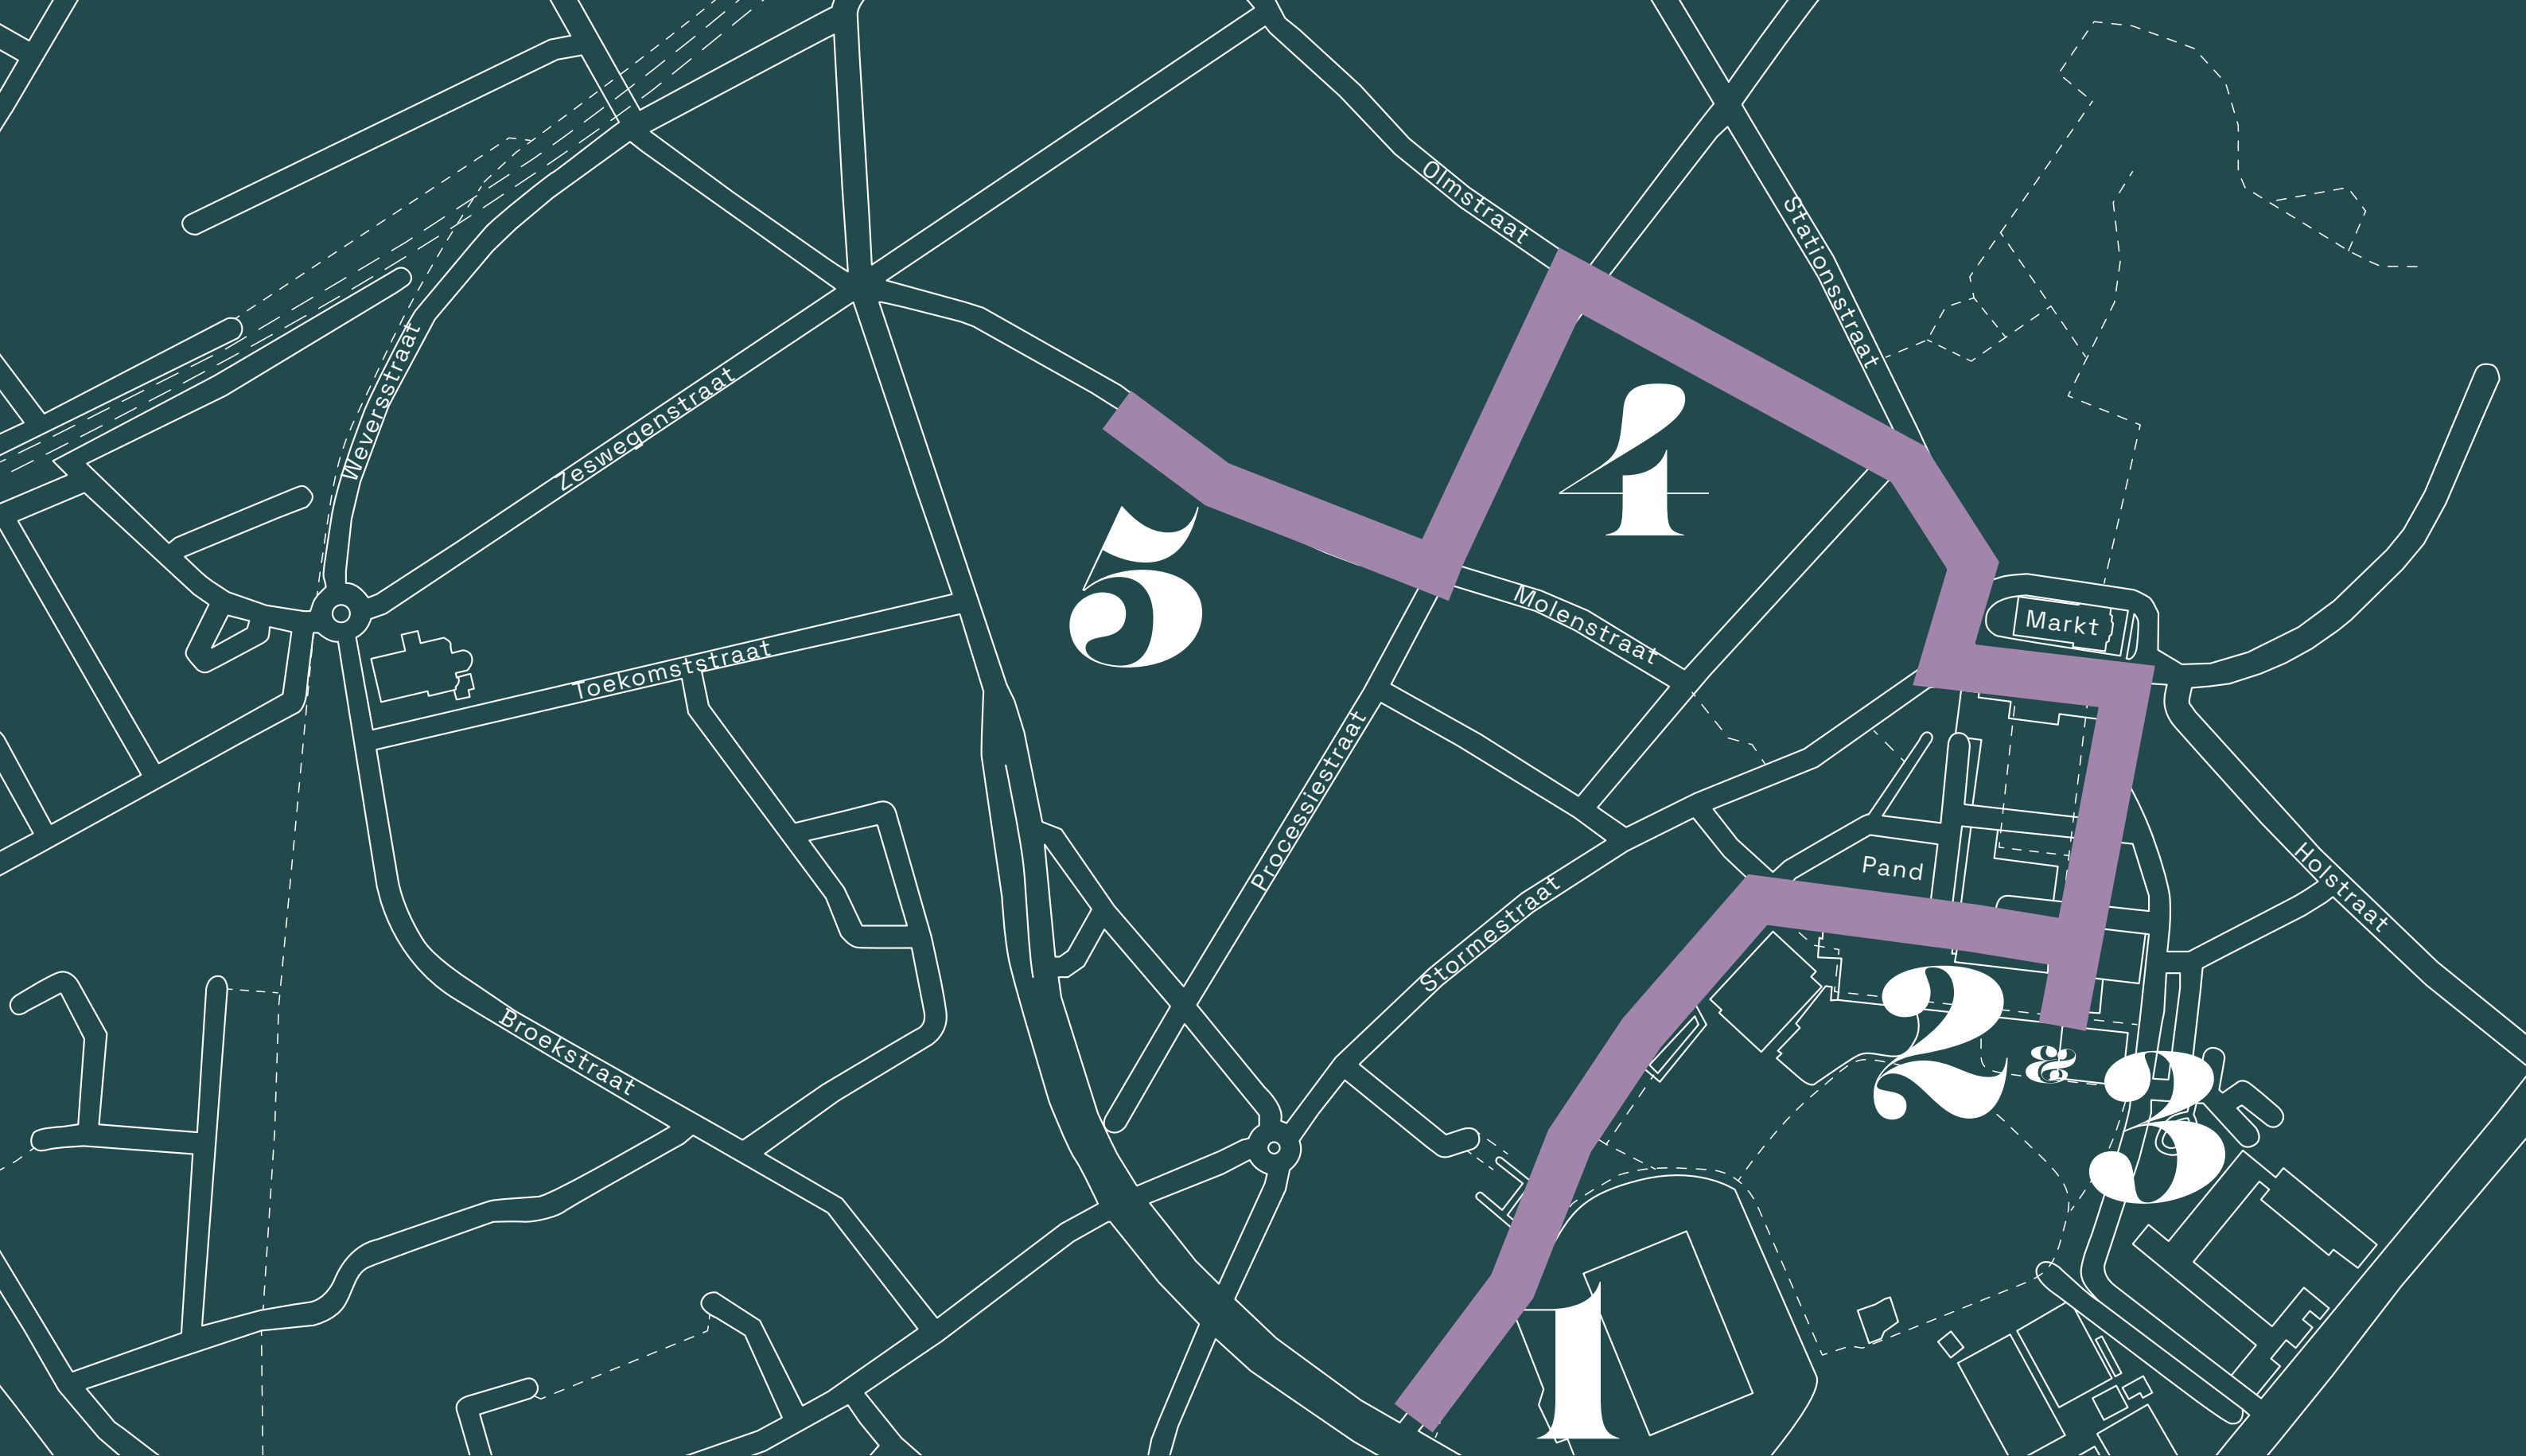 Olmstraat
Stationsstraat
Weversstraat
Zeswegenstraat
4
5
Molenstraat
Markt
Toekomststraat
Processiestraat
Pand
Holstraat
Stormestraat
Broekstraat
2 & 3
1